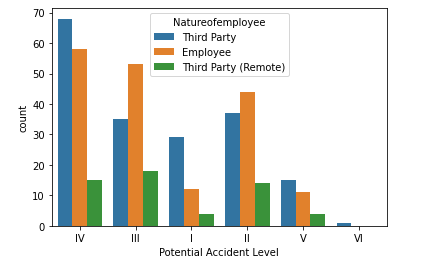 Natureofemployee
Third Party
Employee
Third Party (Remote)
count
70
60
50
40
30
20
10
0
IV III I II V VI
Potential Accident Level